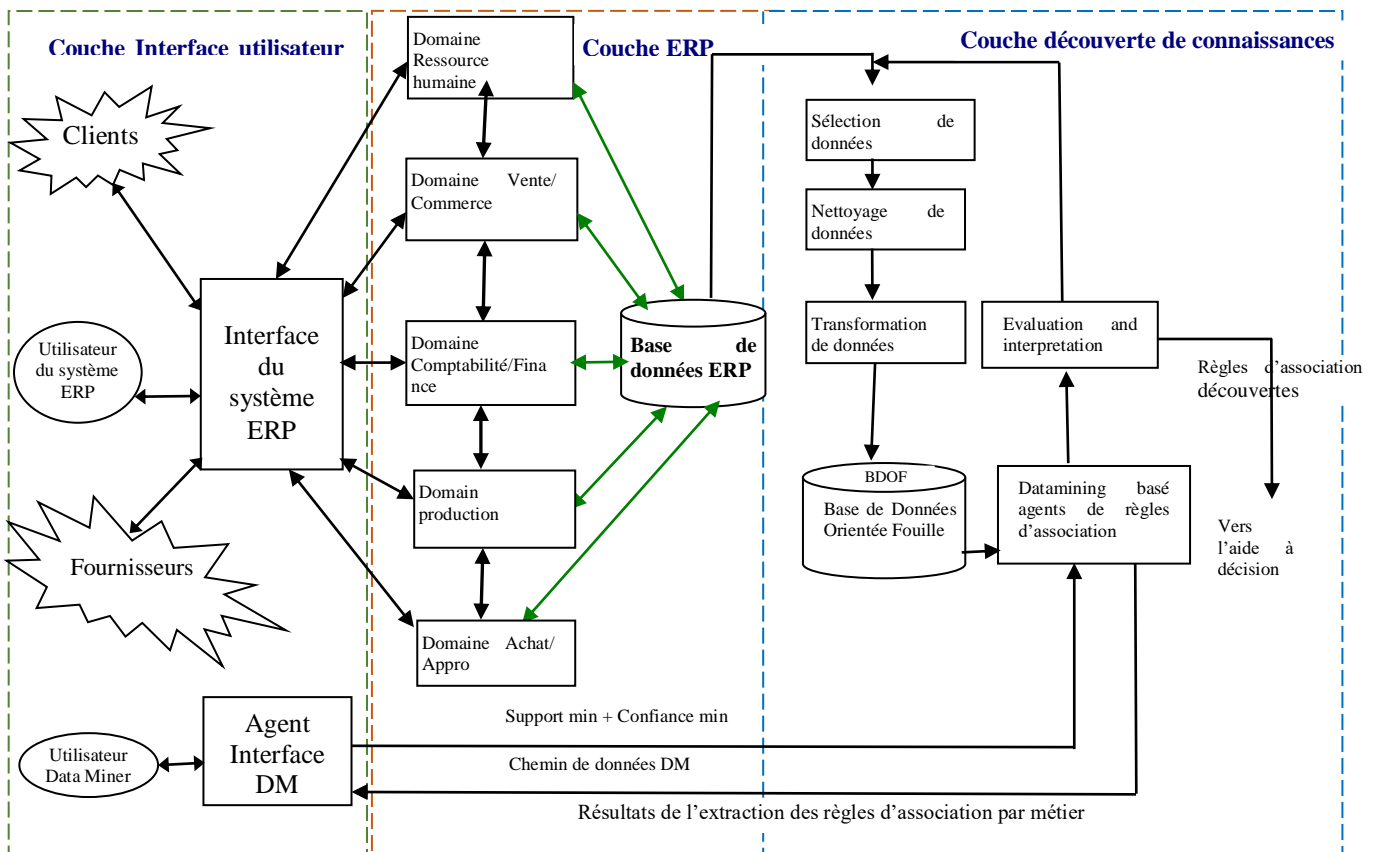 Couche Interface utilisateur
Clients
Utilisateur
du système
ERP
Fournisseurs
Utilisateur
Data Miner
Interface
du
système
ERP
Agent
Interface
DM
Couche ERP
Domaine
Ressource
humaine
Domaine Vente/
Commerce
Domaine
Comptabilité/Fina
nce
Domain
production
Domaine Achat/
Appro
Base de
données ERP
Support min + Confiance min
Chemin de données DM
Résultats de l'extraction des règles d'association par métier
Couche découverte de connaissances
Sélection de
données
Nettoyage de
données
Transformation
de données
BDOF
Base de Données
Orientée Fouille
Evaluation and
interpretation
Datamining basé
agents de règles
d'association
Règles d'association
découvertes
Vers
l'aide à
décision